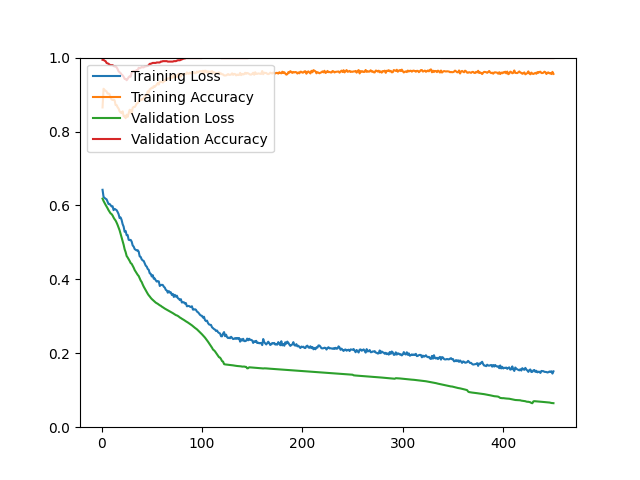 1.0
0.8
0.6
0.4
0.2
0.0
Training Loss
Training Accuracy
Validation Loss
Validation Accuracy
0 100 200 300 400